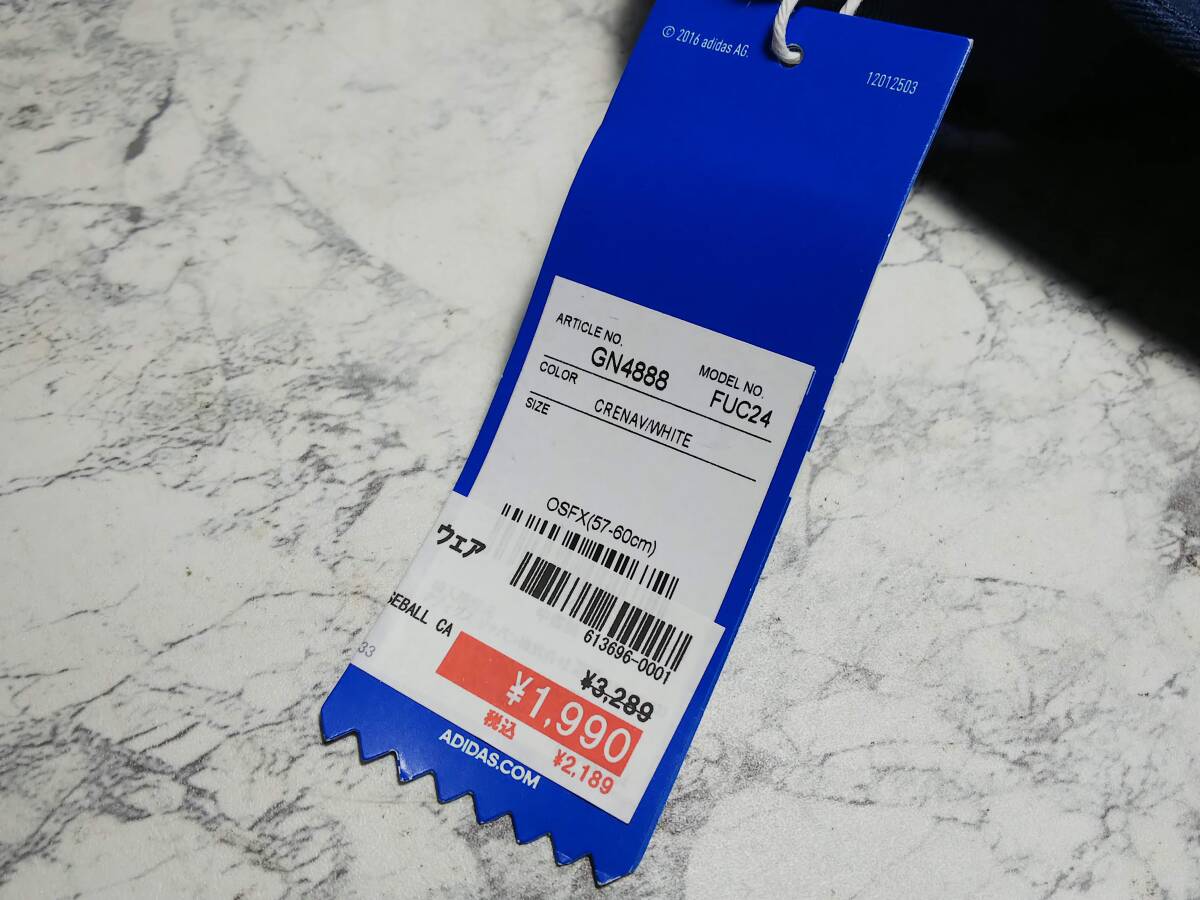 © 2016 adidas AG.
12012503
ARTICLE NO.
GN4888
MODEL NO.
FUC24
COLOR
CRENAV/WHITE
SIZE
OSFX(57-60cm)
ウェア
613696-0001
SEBALL CA
33
¥3,289
¥1,990
税込
¥2,189
ADIDAS.COM